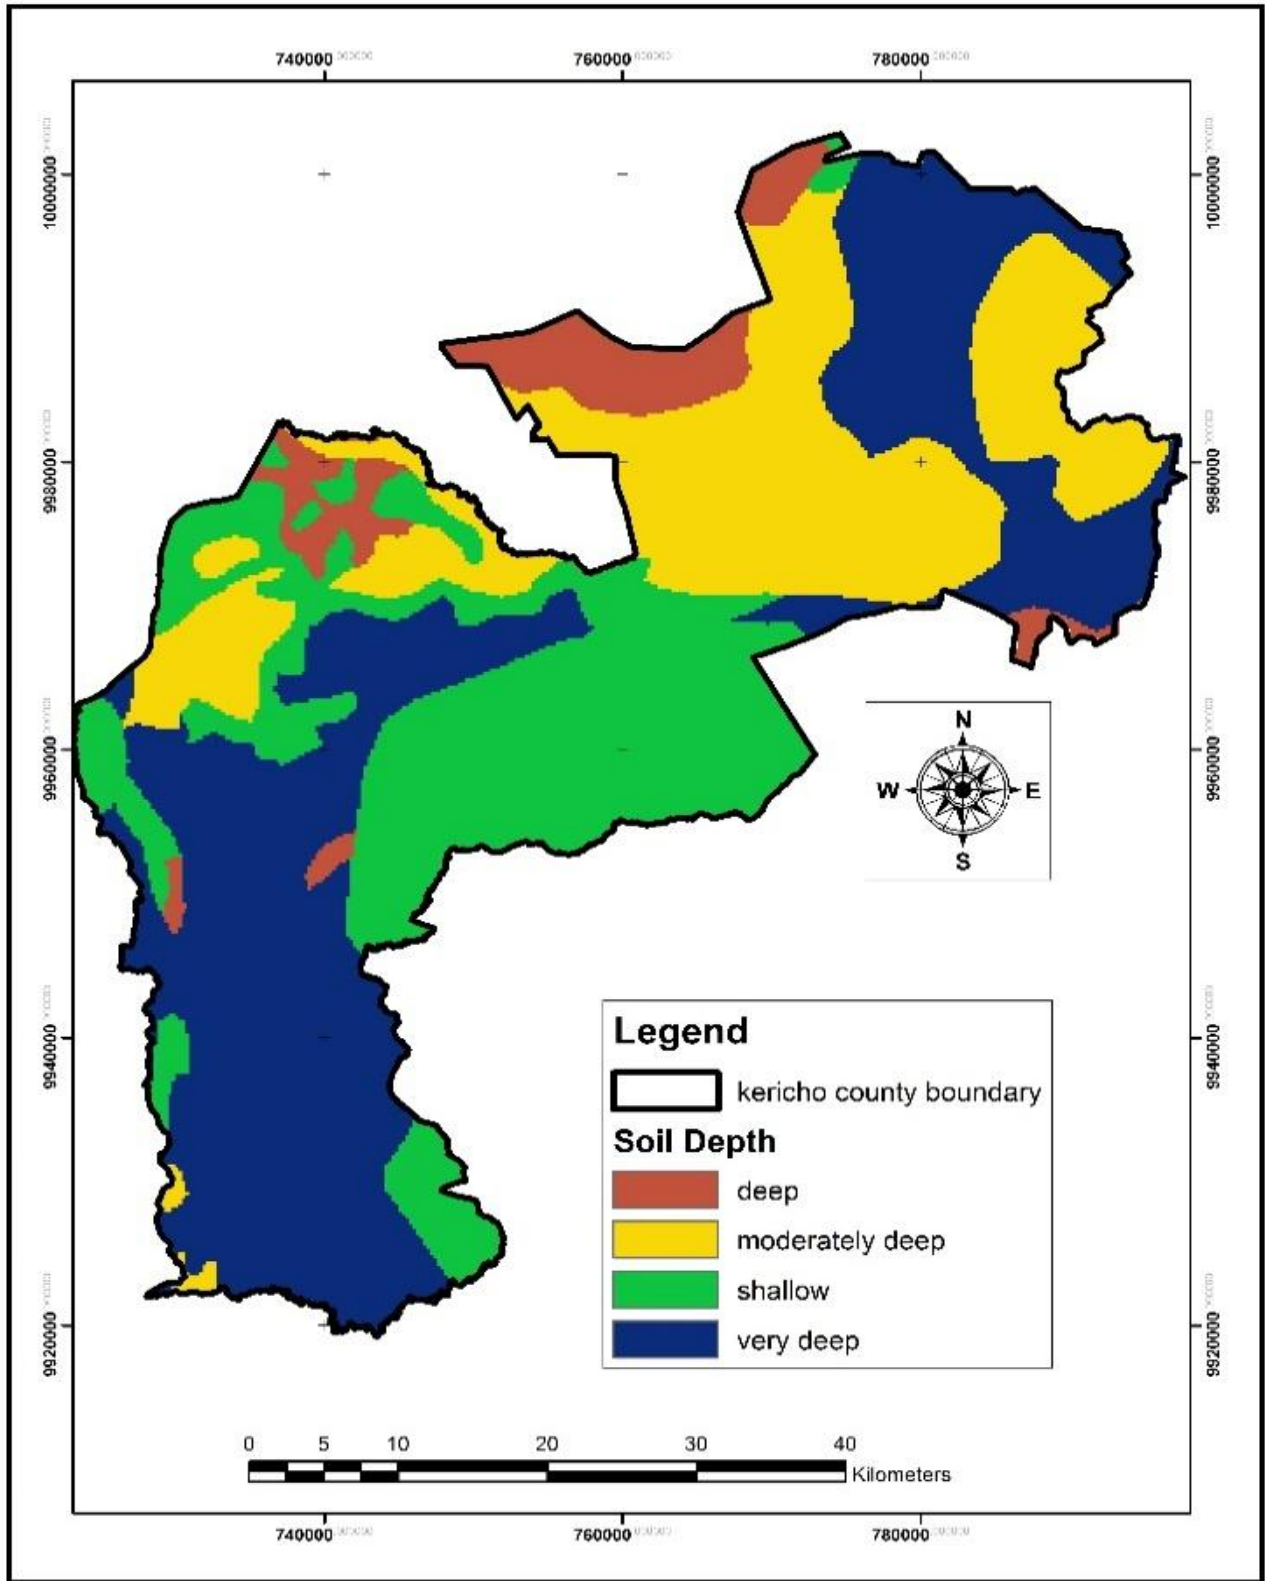 740000 760000 780000
10000000 10000000
9980000 9980000
9960000 9960000
N
W E
S
9940000 9940000
Legend
kericho county boundary
Soil Depth
deep
moderately deep
shallow
very deep
9920000 9920000
0 5 10 20 30 40
Kilometers
740000 760000 780000